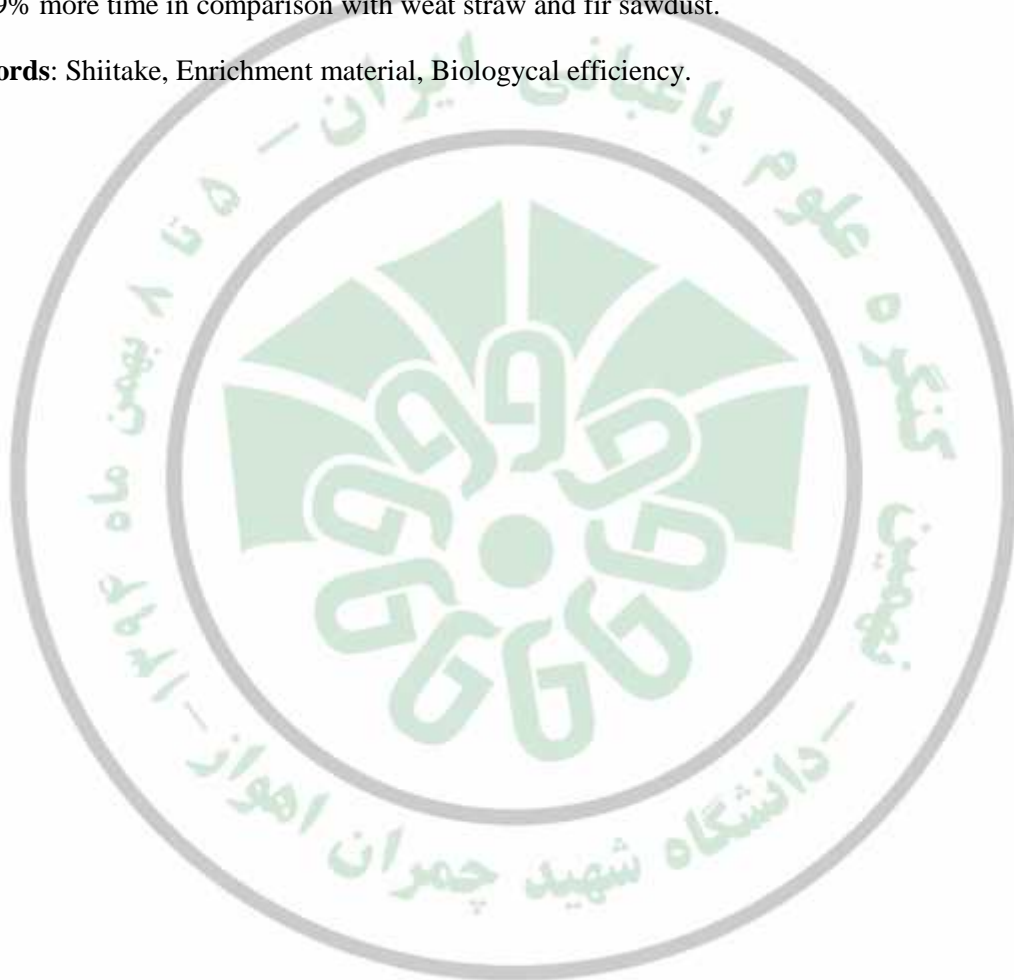 9% more time in comparison with weat straw and fir sawdust.
ords: Shiitake, Enrichment material, Biologycal efficiency.
نهمین کنگره علوم باغبانی ایران - ۵ تا ۸ بهمن ماه ۱۳۹۴ - دانشگاه شهید چمران اهواز -